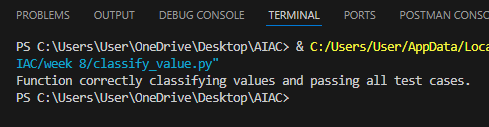 PROBLEMS OUTPUT DEBUG CONSOLE TERMINAL PORTS POSTMAN CONSO
PS C:\Users\User\OneDrive\Desktop\AIAC> & C:/Users/User/AppData/Loca
IAC/week 8/classify_value.py"
Function correctly classifying values and passing all test cases.
PS C:\Users\User\OneDrive\Desktop\AIAC>